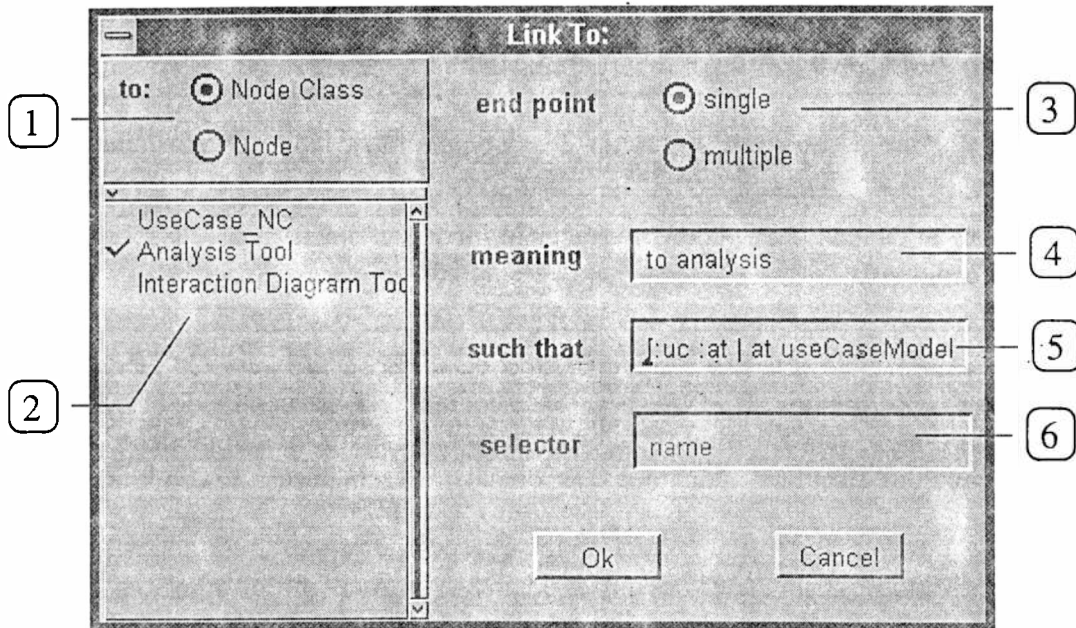 Link To:
to:
Node Class
Node
1
UseCase_NC
Analysis Tool
Interaction Diagram Too
2
end point
single
multiple
3
meaning
to analysis
4
such that
[:uc :at | at useCaseModel
5
selector
name
6
Ok
Cancel